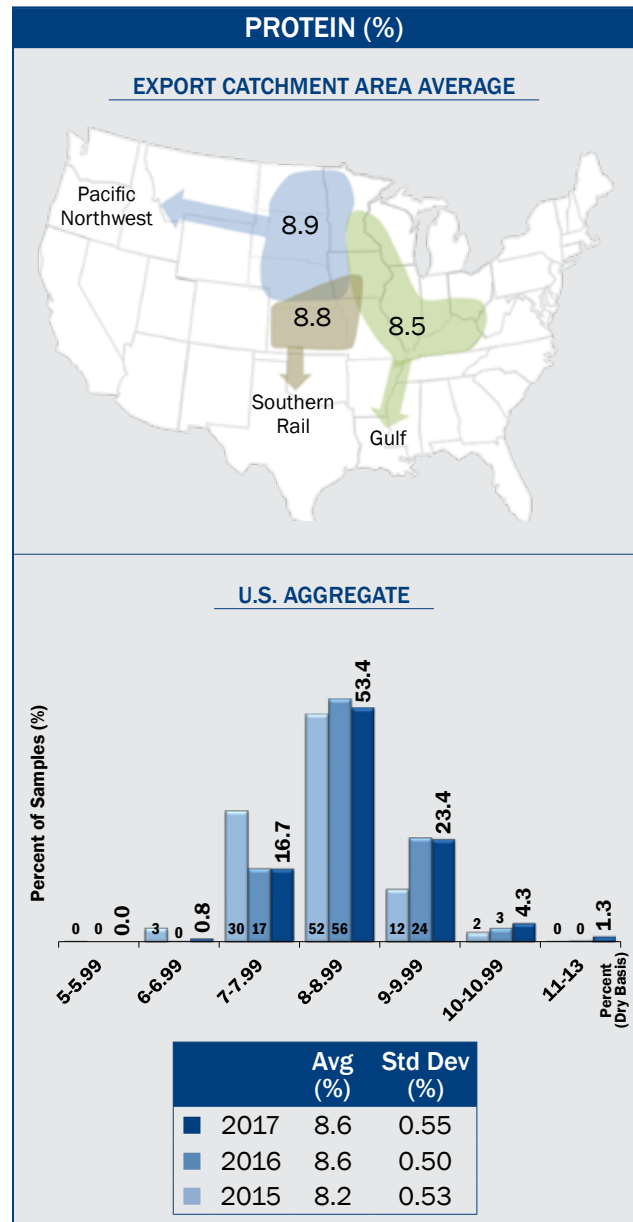 PROTEIN (%)
EXPORT CATCHMENT AREA AVERAGE
Pacific
Northwest
8.9
8.8
8.5
Southern
Rail
Gulf
U.S. AGGREGATE
Percent of Samples (%)
0 0 0.0
3 0 0.8
30 17 16.7
52 56 53.4
12 24 23.4
2 3 4.3
0 0 1.3
5-5.99 6-6.99 7-7.99 8-8.99 9-9.99 10-10.99 11-13
Percent
(Dry Basis)
Avg Std Dev
(%) (%)
2017 8.6 0.55
2016 8.6 0.50
2015 8.2 0.53